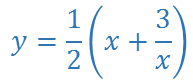 y = 1/2 (x + 3/x)